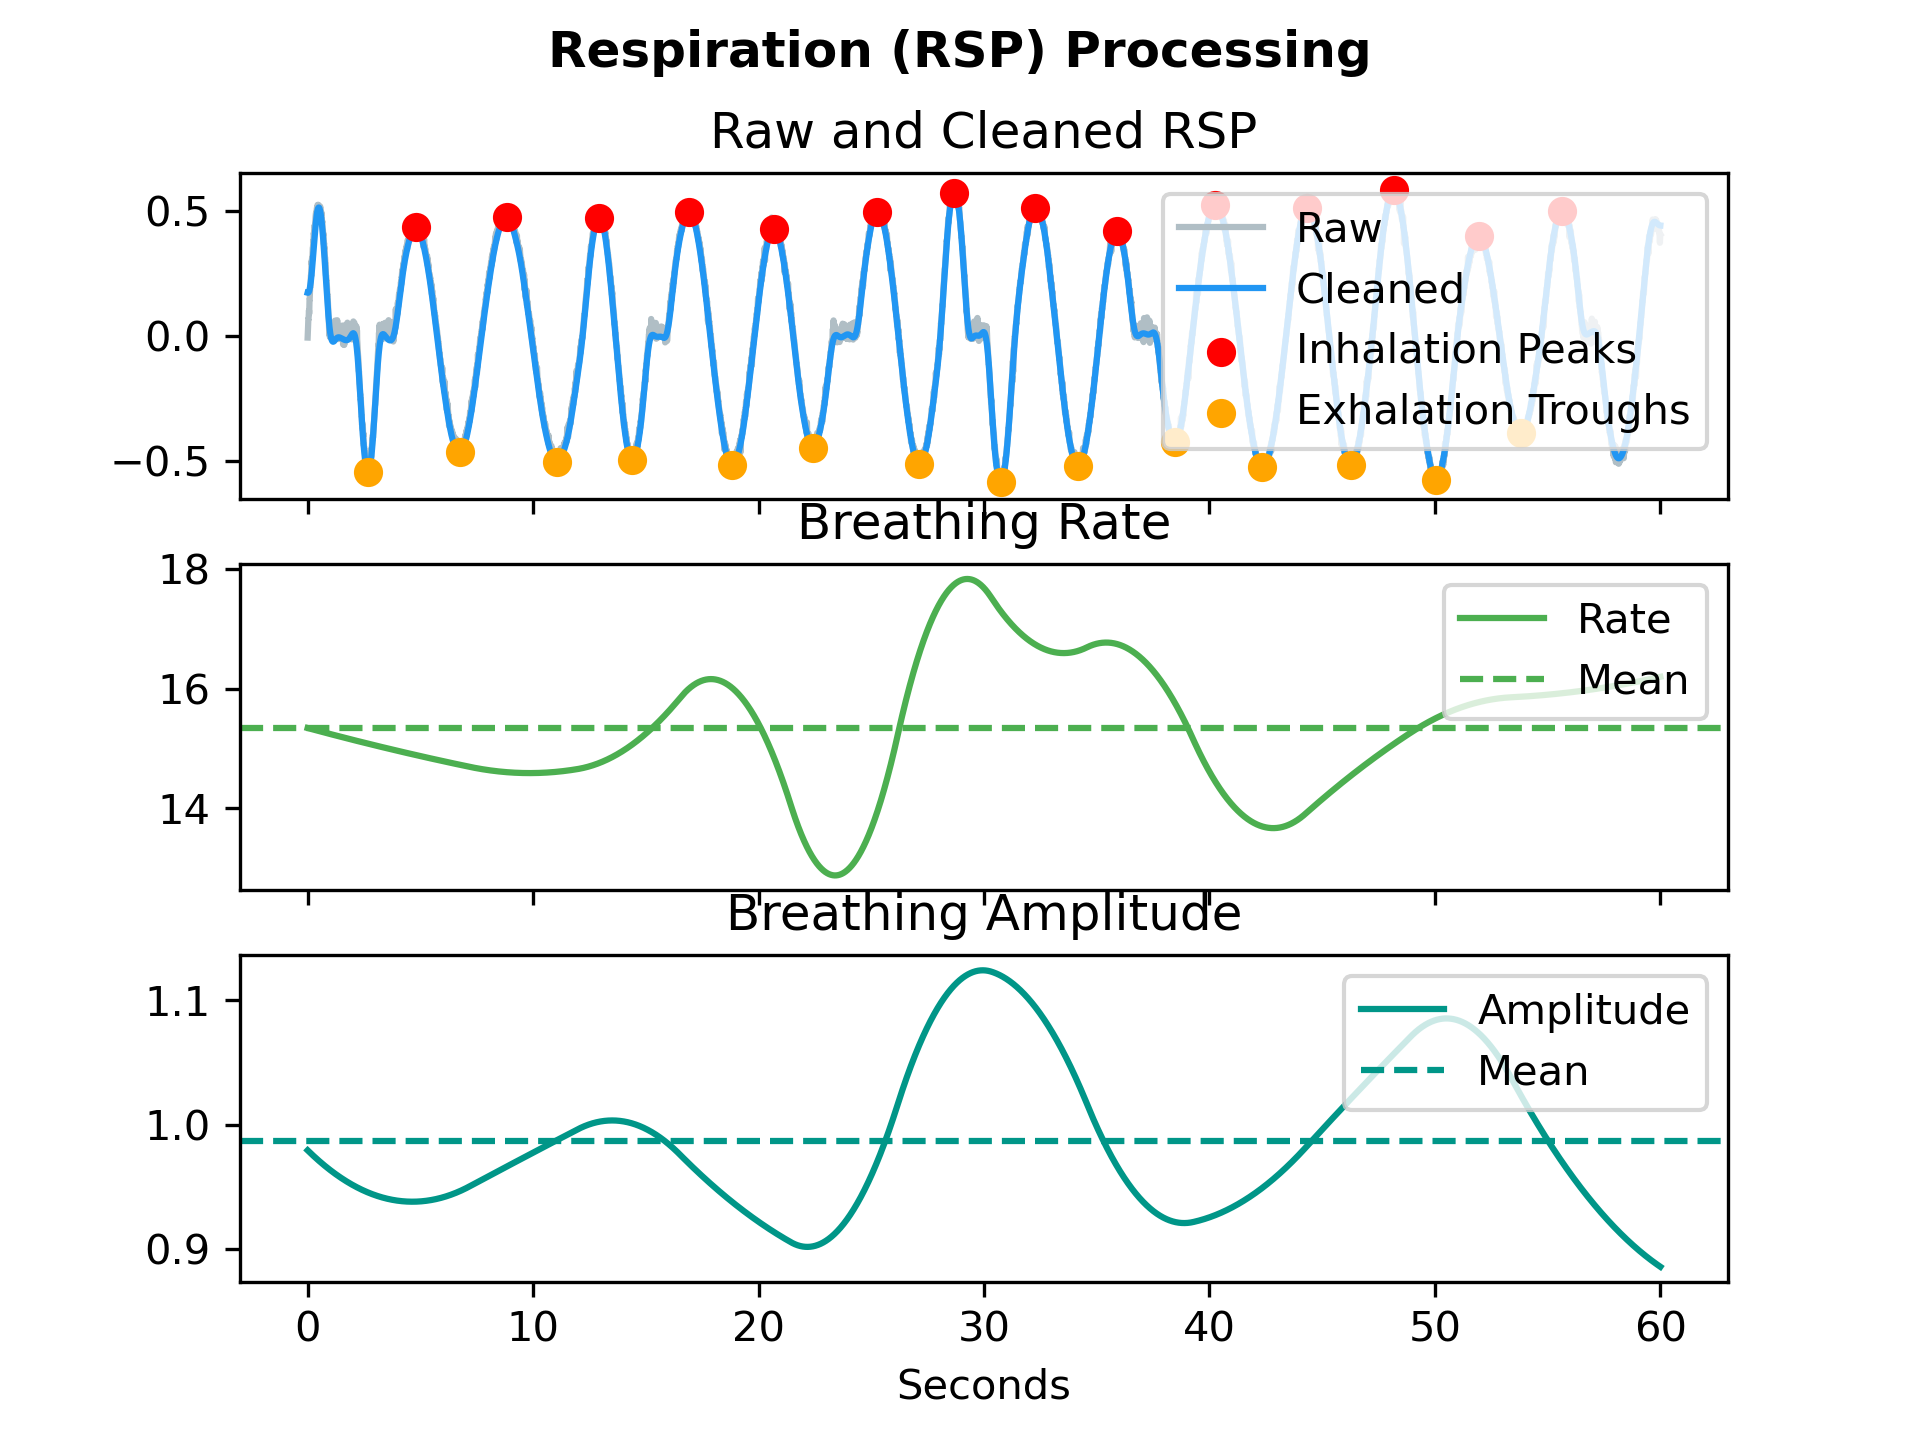 Respiration (RSP) Processing
Raw and Cleaned RSP
0.5
0.0
−0.5
Raw
Cleaned
Inhalation Peaks
Exhalation Troughs
Breathing Rate
18
16
14
Rate
Mean
Breathing Amplitude
1.1
1.0
0.9
Amplitude
Mean
0 10 20 30 40 50 60
Seconds